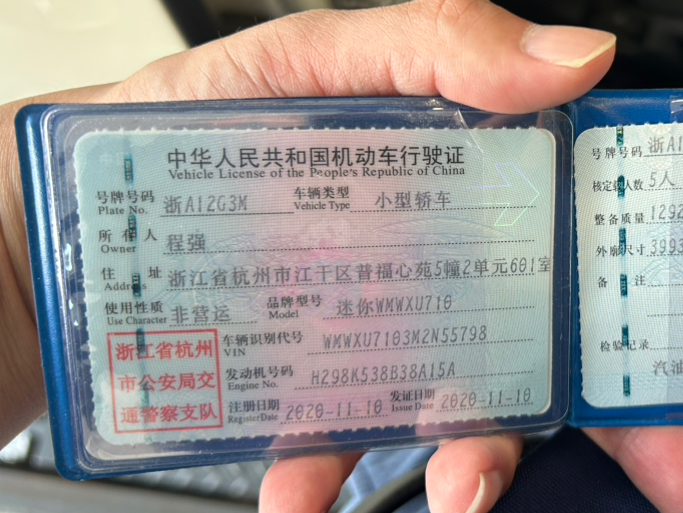 中华人民共和国机动车行驶证
Vehicle License of the People's Republic of China
号牌号码 浙A12G3M 车辆类型 小型轿车
Plate No. Vehicle Type
所有人 程强
Owner
住址 浙江省杭州市江干区普福心苑5幢2单元601室
Address
使用性质 非营运 品牌型号 迷你WMWXU710
Use Character Model
浙江省杭州
市公安局交
通警察支队
车辆识别代号 WMWXU7103M2N55798
VIN
发动机号码 H298K538B38A15A
Engine No.
注册日期 2020-11-10 发证日期 2020-11-10
Register Date Issue Date
号牌号码 浙A1
核定载人数 5人
整备质量 1292
外廓尺寸 3993
备注
检验记录
汽油